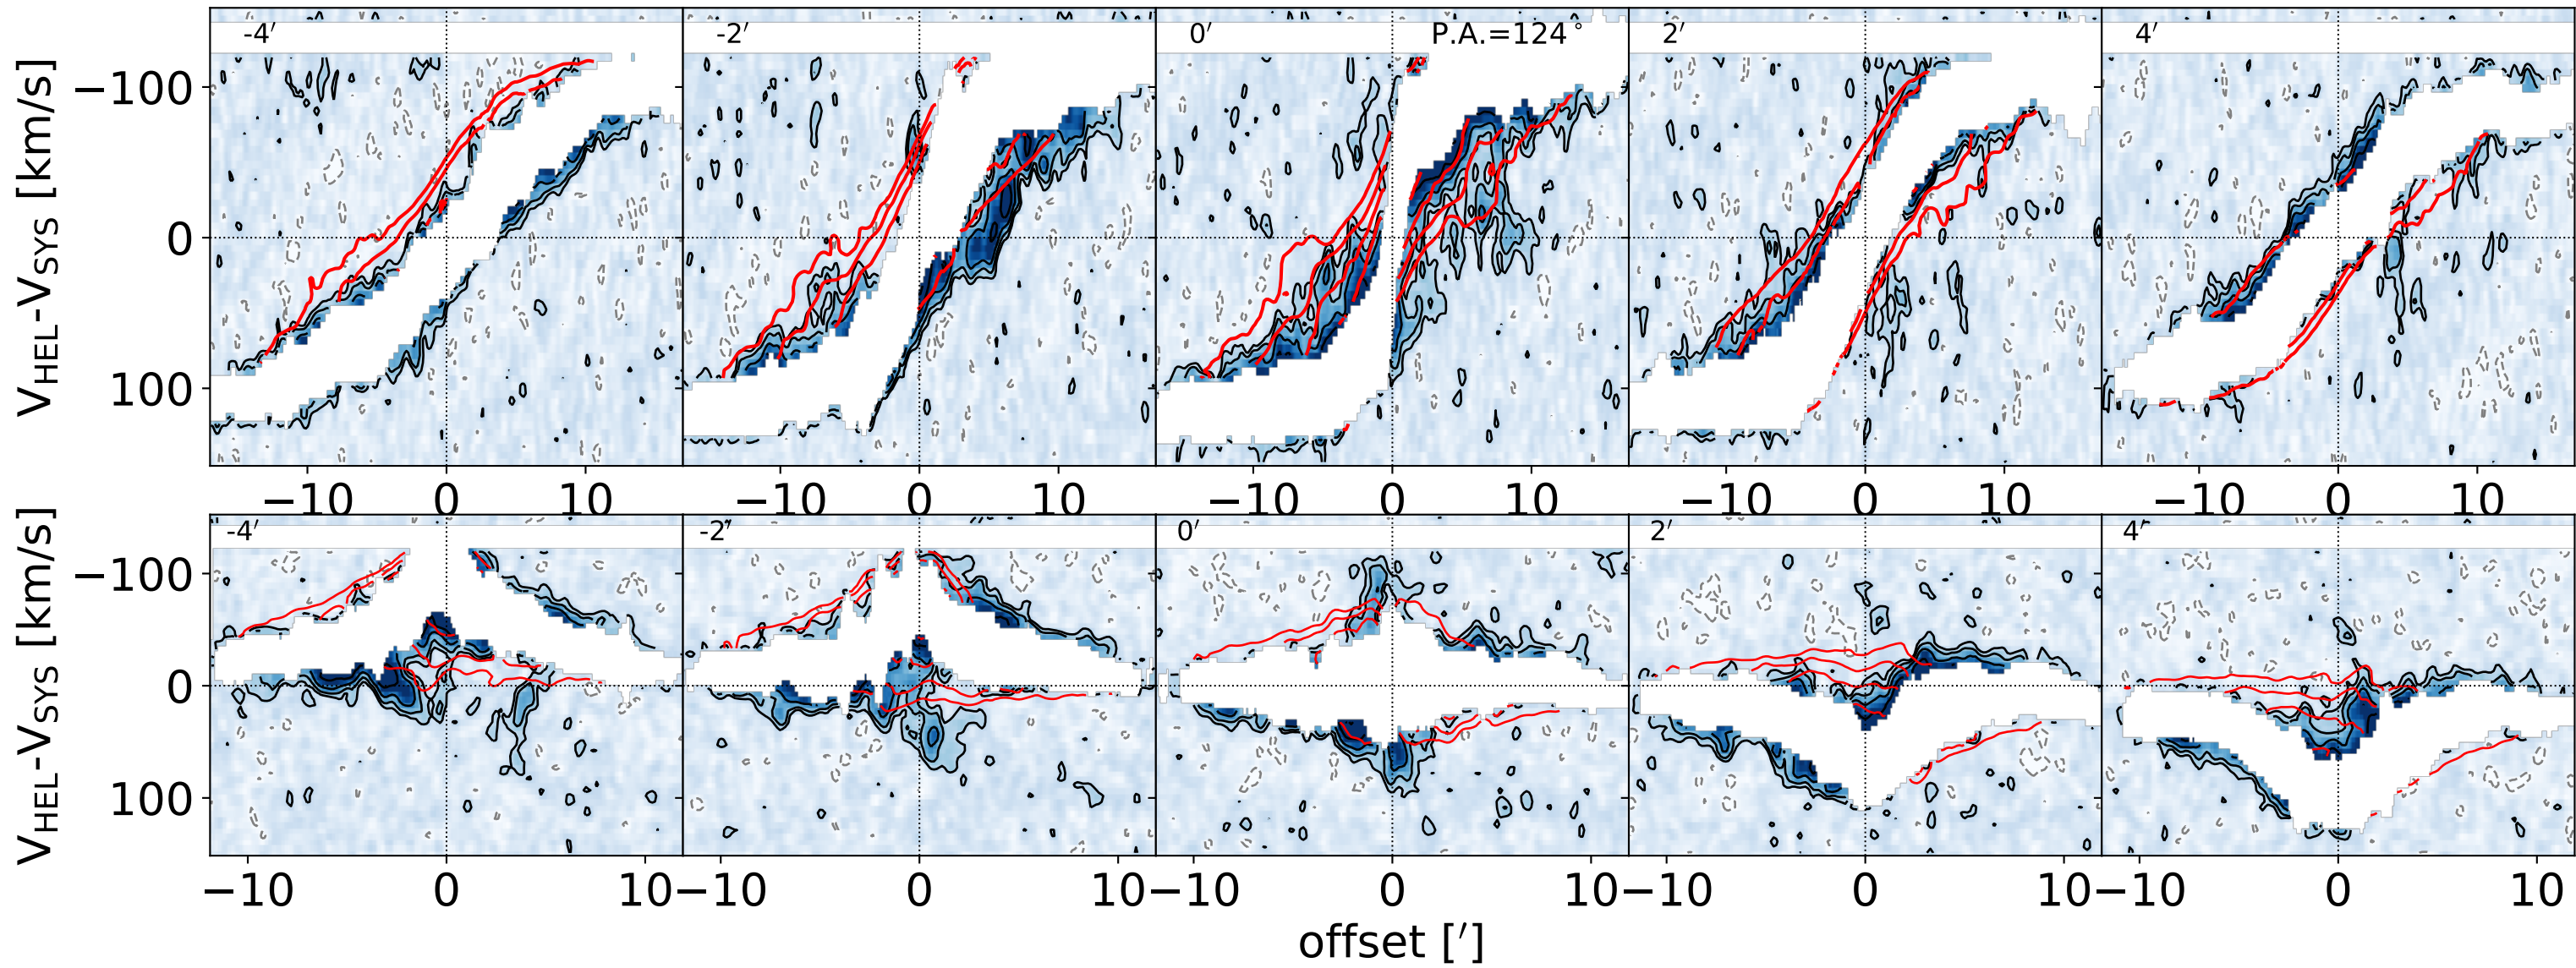 -4′ -2′ 0′ P.A.=124° 2′ 4′
V_HEL-V_SYS [km/s]
−100
0
100
−10 0 10 −10 0 10 −10 0 10 −10 0 10 −10 0 10
-4′ -2′ 0′ 2′ 4′
V_HEL-V_SYS [km/s]
−100
0
100
−10 0 10 −10 0 10 −10 0 10 −10 0 10 −10 0 10
offset [′]